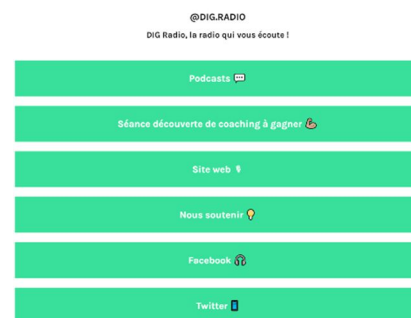 @DIG.RADIO
DIG Radio, la radio qui vous écoute !
Podcasts 💬
Séance découverte de coaching à gagner 💪🏽
Site web 🎙
Nous soutenir 💡
Facebook 🎧
Twitter 📱